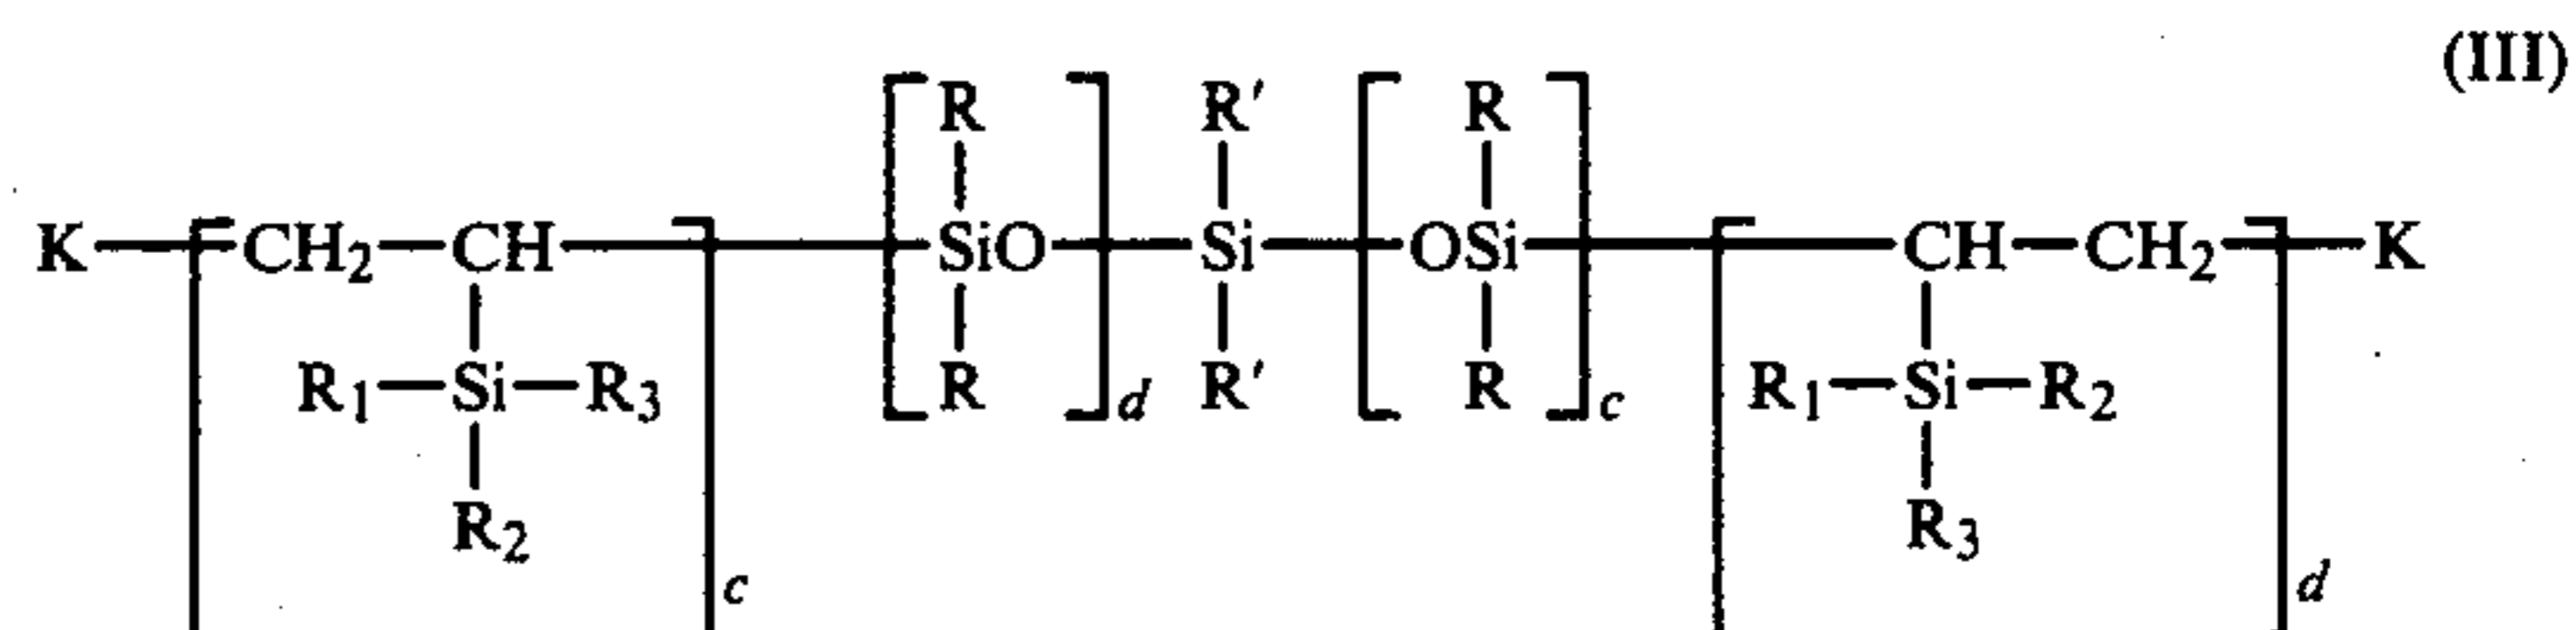 (III)
R R' R
K—CH₂—CH—SiO—Si—OSi—CH—CH₂—K
R₁—Si—R₃ R d R' R c R₁—Si—R₂
R₂ R₃
c d